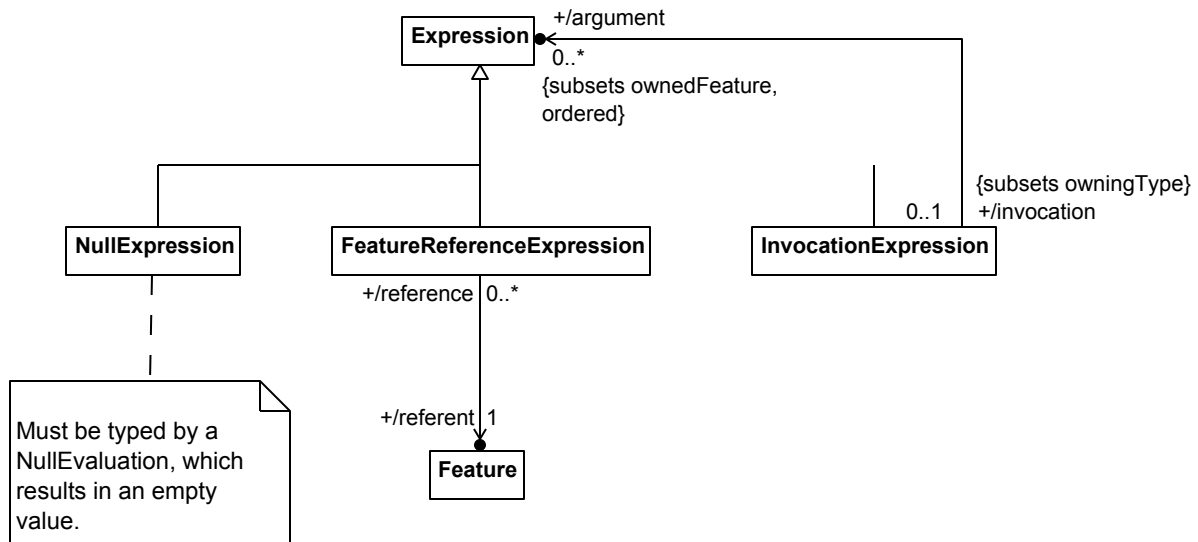 +/argument
Expression
0..*
{subsets ownedFeature,
ordered}
{subsets owningType}
0..1 +/invocation
NullExpression
FeatureReferenceExpression
InvocationExpression
+/reference 0..*
+/referent 1
Feature
Must be typed by a
NullEvaluation, which
results in an empty
value.